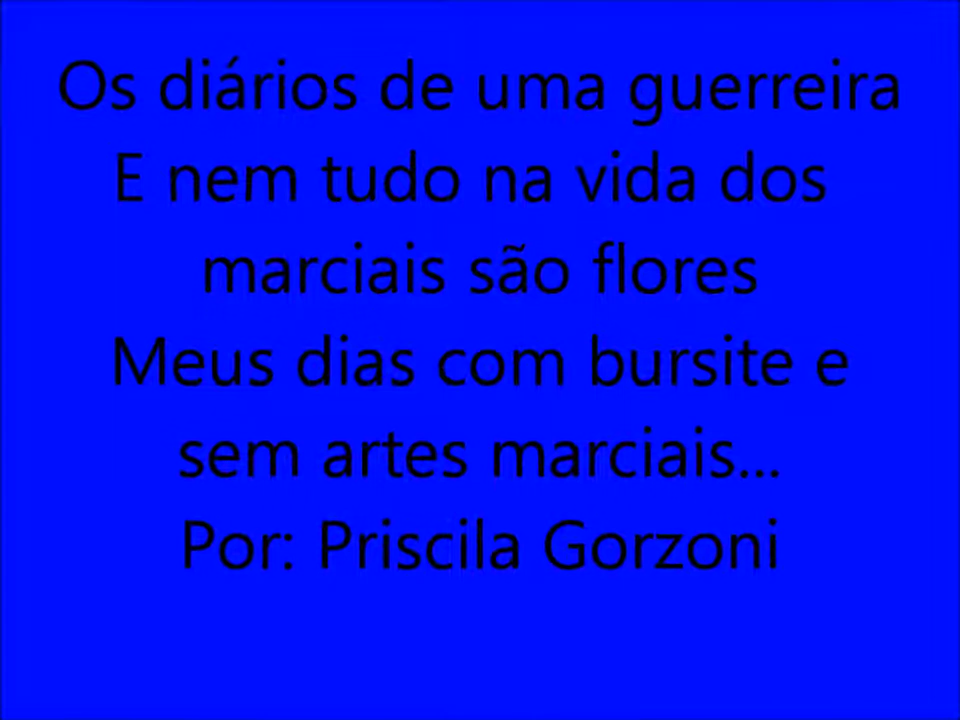 Os diários de uma guerreira
E nem tudo na vida dos
marciais são flores
Meus dias com bursite e
sem artes marciais...
Por: Priscila Gorzoni